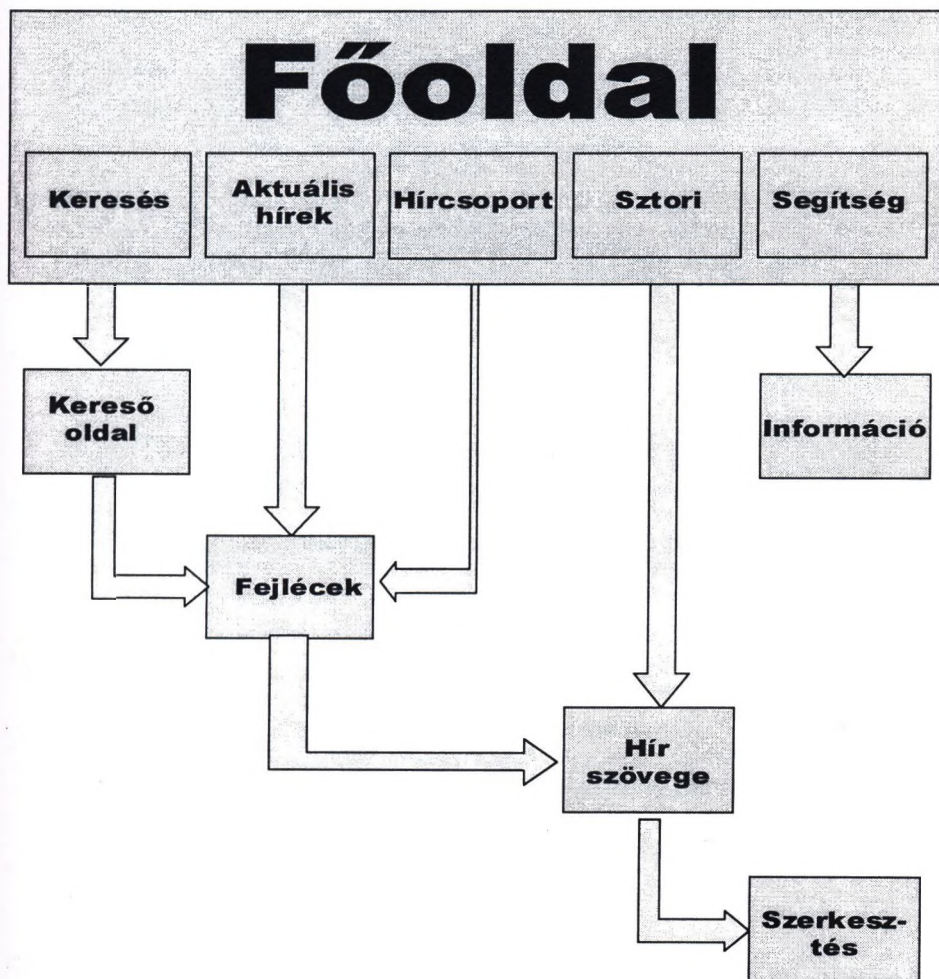 Főoldal
Keresés
Aktuális
hírek
Hírcsoport
Sztori
Segítség
Kereső
oldal
Információ
Fejlécek
Hír
szövege
Szerkesz-
tés